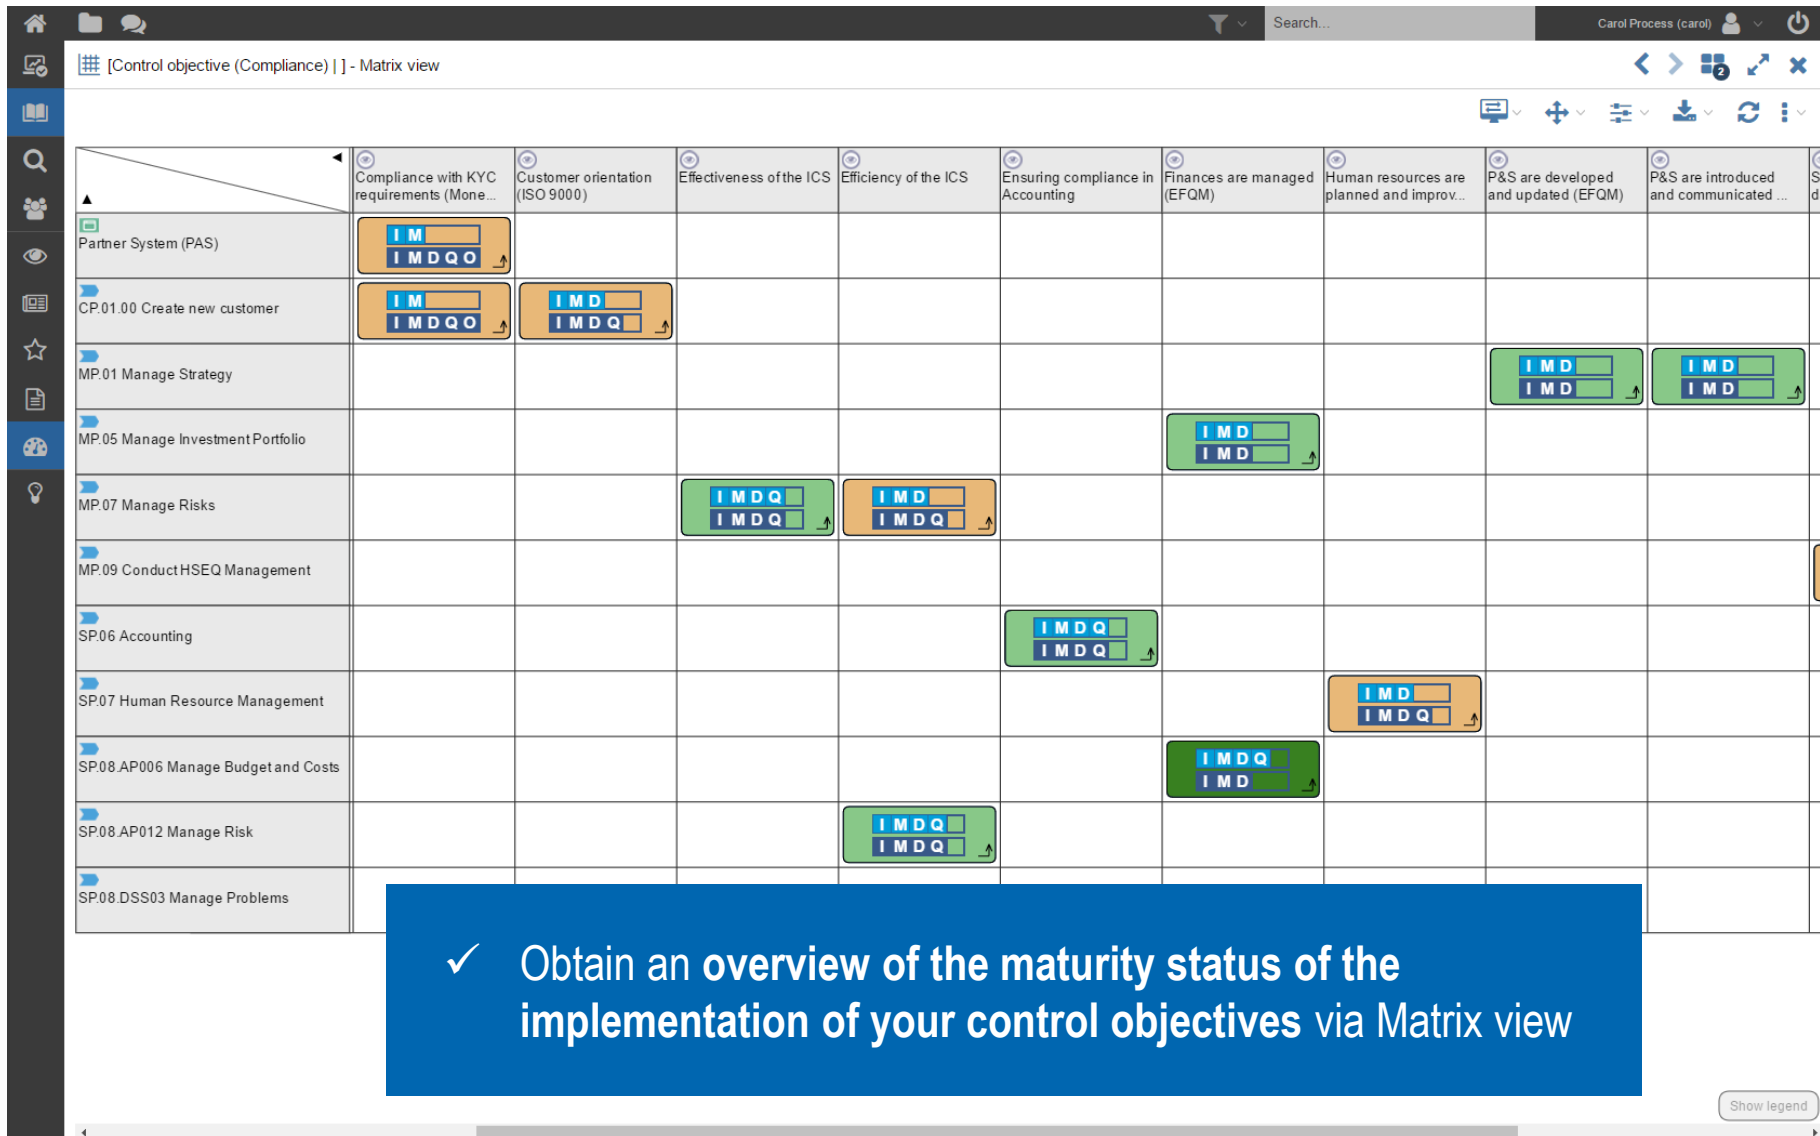 Search...
Carol Process (carol)
[Control objective (Compliance) | ] - Matrix view
2
Compliance with KYC
requirements (Mone...
Customer orientation
(ISO 9000)
Effectiveness of the ICS
Efficiency of the ICS
Ensuring compliance in
Accounting
Finances are managed
(EFQM)
Human resources are
planned and improv...
P&S are developed
and updated (EFQM)
P&S are introduced
and communicated ...
S
d
Partner System (PAS)
I M
I M D Q O
CP.01.00 Create new customer
I M
I M D Q O
I M D
I M D Q
MP.01 Manage Strategy
I M D
I M D
I M D
I M D
MP.05 Manage Investment Portfolio
I M D
I M D
MP.07 Manage Risks
I M D Q
I M D Q
I M D
I M D Q
MP.09 Conduct HSEQ Management
SP.06 Accounting
I M D Q
I M D Q
SP.07 Human Resource Management
I M D
I M D Q
SP.08.AP006 Manage Budget and Costs
I M D Q
I M D
SP.08.AP012 Manage Risk
I M D Q
I M D Q
SP.08.DSS03 Manage Problems
✓ Obtain an overview of the maturity status of the
implementation of your control objectives via Matrix view
Show legend